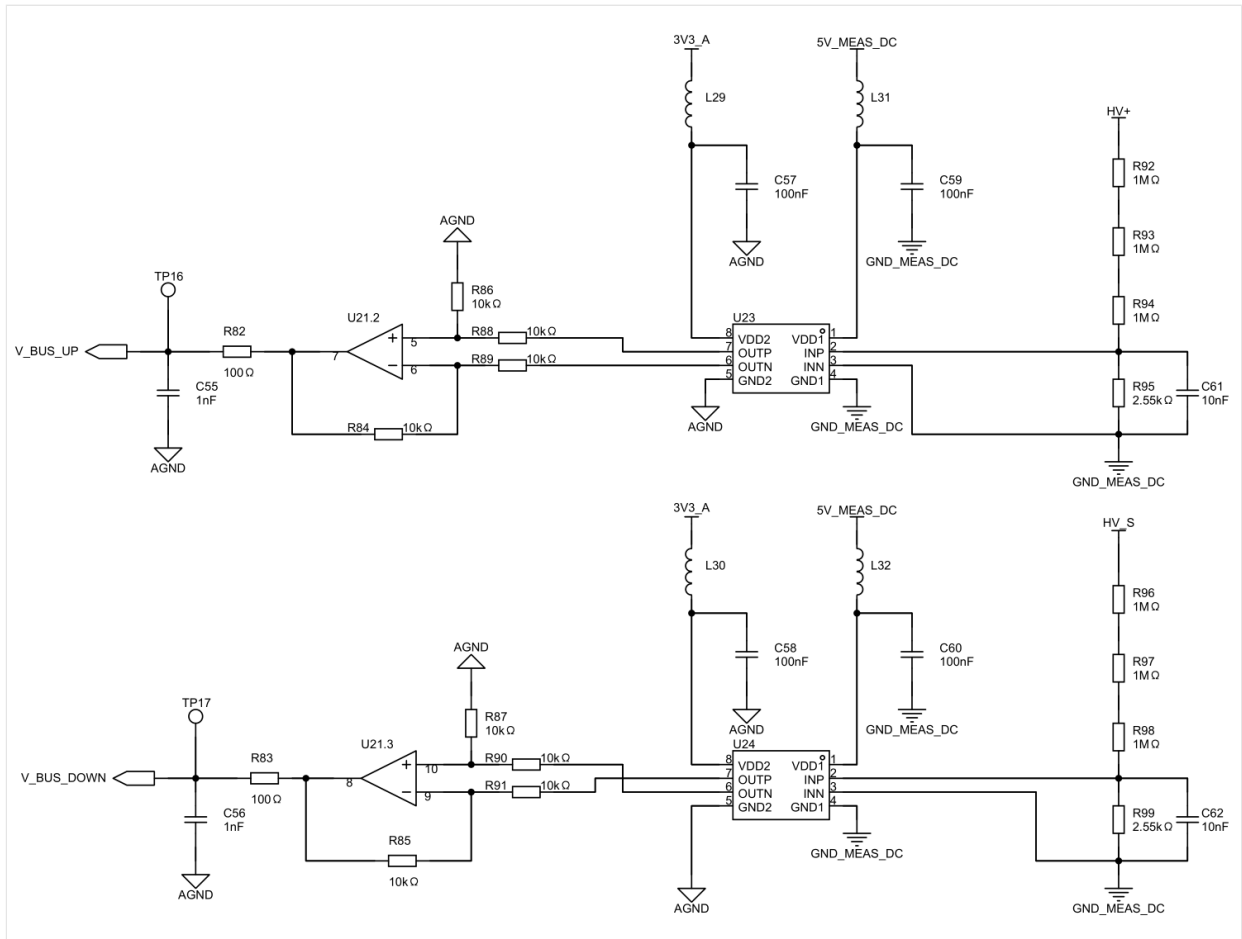 3V3_A
5V_MEAS_DC
L29
L31
HV+
R92
1MΩ
C57
100nF
C59
100nF
AGND
R93
1MΩ
AGND
GND_MEAS_DC
TP16
R86
10kΩ
R94
1MΩ
U21.2
U23
R82
R88
10kΩ
5
+
8
VDD2
VDD1
1
V_BUS_UP
7
7
OUTP
INP
2
R89
10kΩ
6
−
6
OUTN
INN
3
100Ω
5
GND2
GND1
4
C55
1nF
R95
2.55kΩ
C61
10nF
R84
10kΩ
AGND
GND_MEAS_DC
AGND
GND_MEAS_DC
3V3_A
5V_MEAS_DC
HV_S
L30
L32
R96
1MΩ
C58
100nF
C60
100nF
AGND
R97
1MΩ
TP17
R87
10kΩ
AGND
GND_MEAS_DC
R98
1MΩ
U21.3
U24
R83
R90
10kΩ
10
+
8
VDD2
VDD1
1
V_BUS_DOWN
8
7
OUTP
INP
2
R91
10kΩ
9
−
6
OUTN
INN
3
100Ω
5
GND2
GND1
4
C56
1nF
R99
2.55kΩ
C62
10nF
R85
10kΩ
GND_MEAS_DC
AGND
AGND
GND_MEAS_DC